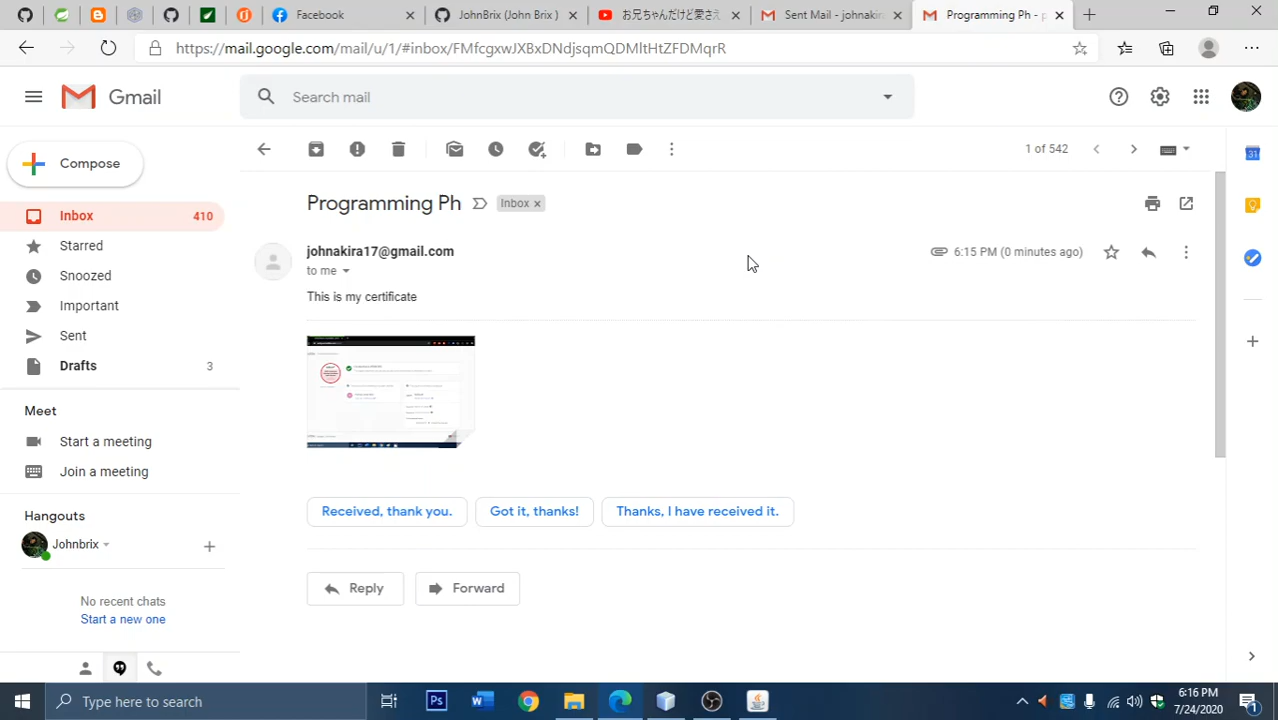 Facebook
JohnBrix (John Brix )
お兄ちゃんだけど愛さえ
Sent Mail - johnakira
Programming Ph - p
https://mail.google.com/mail/u/1/#inbox/FMfcgxwJXBxDNdjsqmQDMltHtZFDMqrR
Gmail
Search mail
Compose
1 of 542
Inbox 410
Programming Ph
Inbox x
Starred
johnakira17@gmail.com
6:15 PM (0 minutes ago)
to me
Snoozed
This is my certificate
Important
Sent
Drafts 3
Meet
Start a meeting
Join a meeting
Received, thank you.
Got it, thanks!
Thanks, I have received it.
Hangouts
Johnbrix
Reply
Forward
No recent chats
Start a new one
Type here to search
Ps
W
6:16 PM
7/24/2020
1